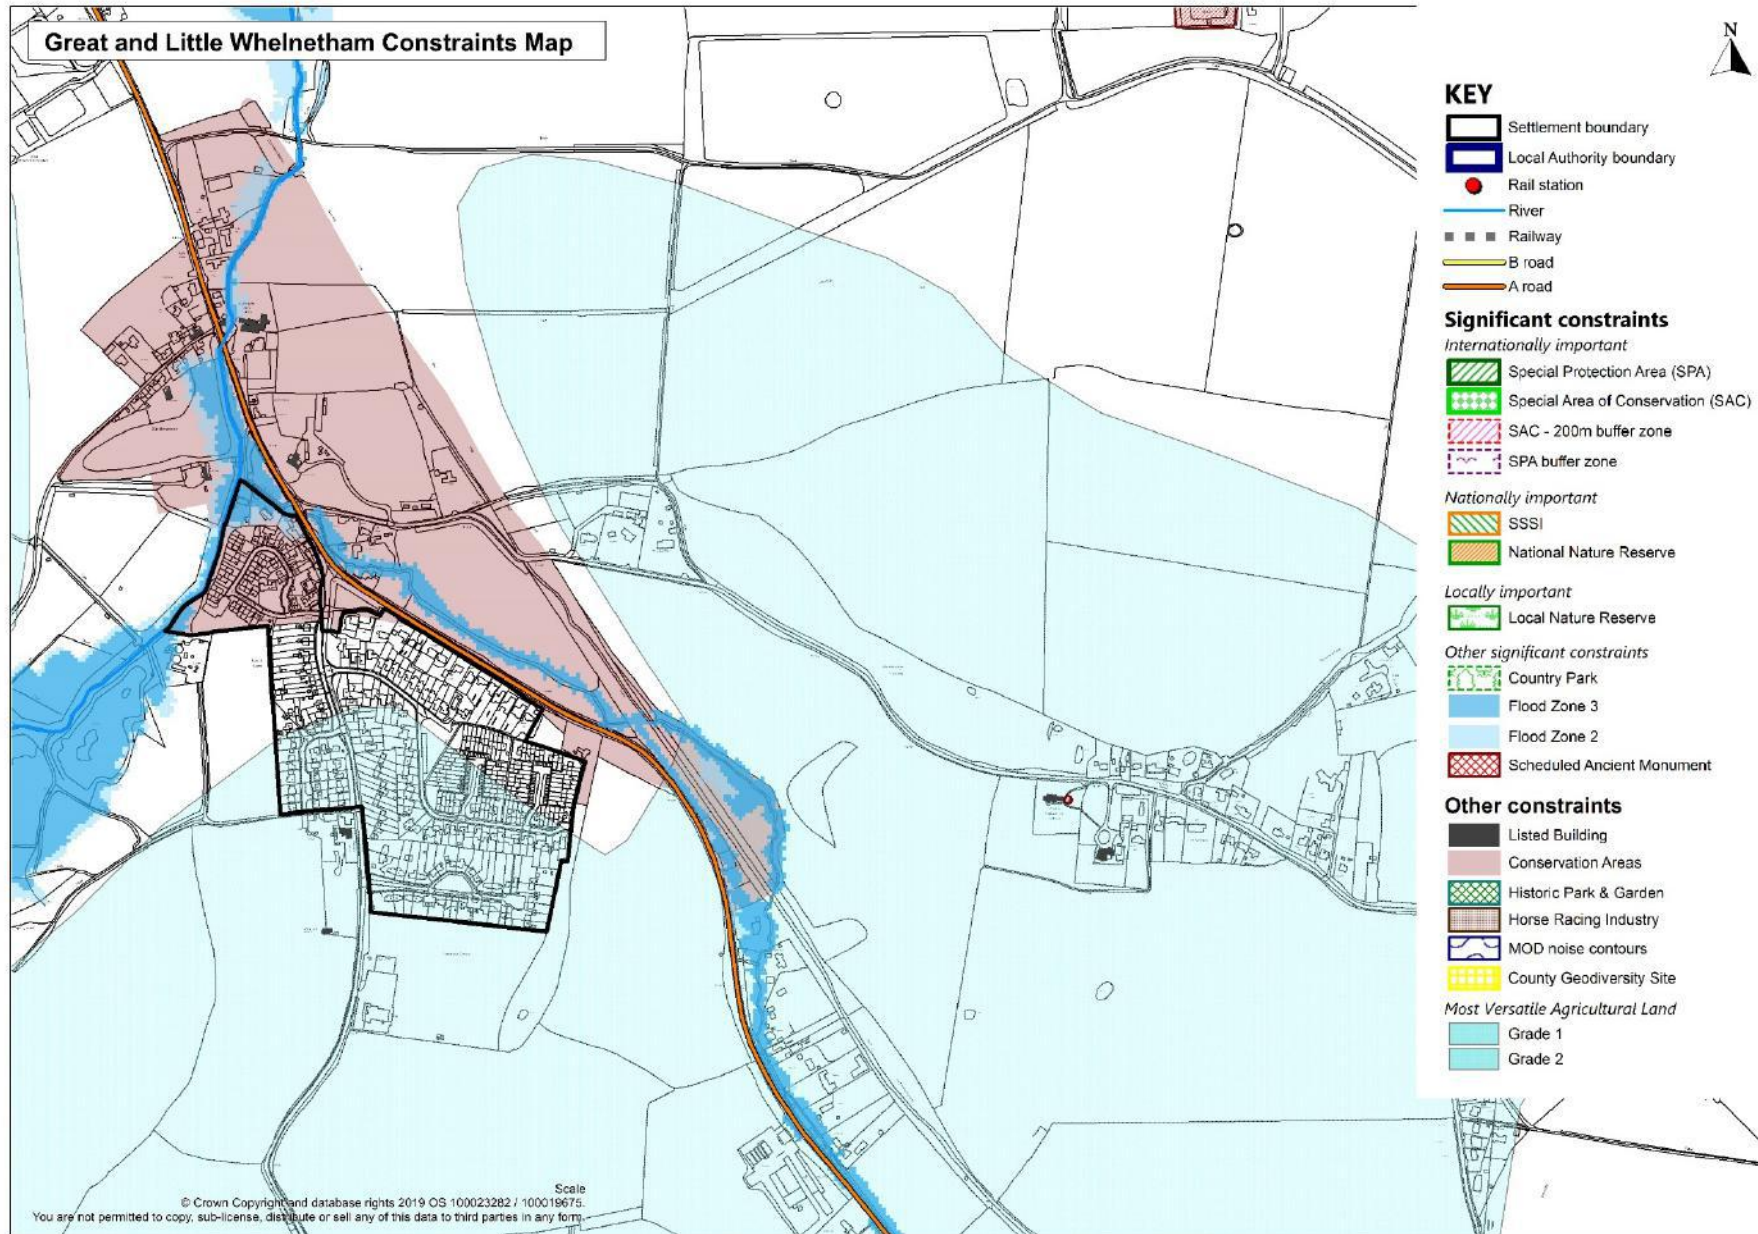 Great and Little Whelnetham Constraints Map
N
KEY
Settlement boundary
Local Authority boundary
Rail station
River
Railway
B road
A road
Significant constraints
Internationally important
Special Protection Area (SPA)
Special Area of Conservation (SAC)
SAC - 200m buffer zone
SPA buffer zone
Nationally important
SSSI
National Nature Reserve
Locally important
Local Nature Reserve
Other significant constraints
Country Park
Flood Zone 3
Flood Zone 2
Scheduled Ancient Monument
Other constraints
Listed Building
Conservation Areas
Historic Park & Garden
Horse Racing Industry
MOD noise contours
County Geodiversity Site
Most Versatile Agricultural Land
Grade 1
Grade 2
Scale
© Crown Copyright and database rights 2019 OS 100023282 / 100019675.
You are not permitted to copy, sub-license, distribute or sell any of this data to third parties in any form.